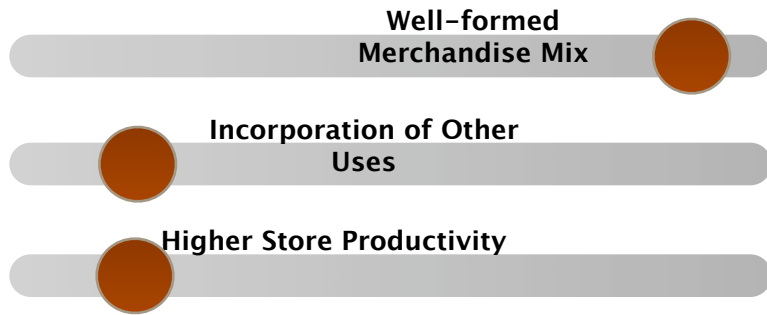 Well-formed
Merchandise Mix
Incorporation of Other
Uses
Higher Store Productivity